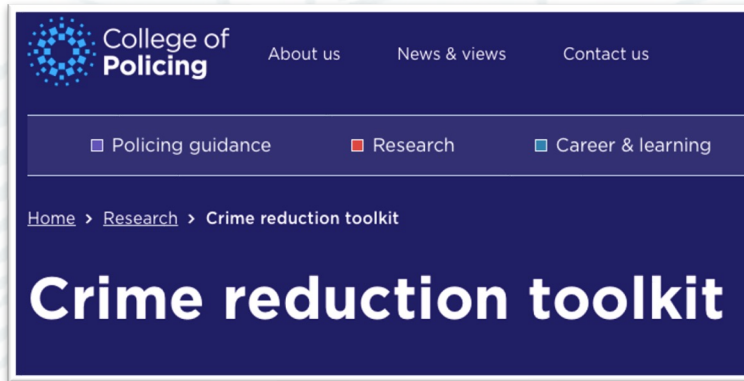 College of
Policing
About us News & views Contact us
Policing guidance Research Career & learning
Home > Research > Crime reduction toolkit
Crime reduction toolkit